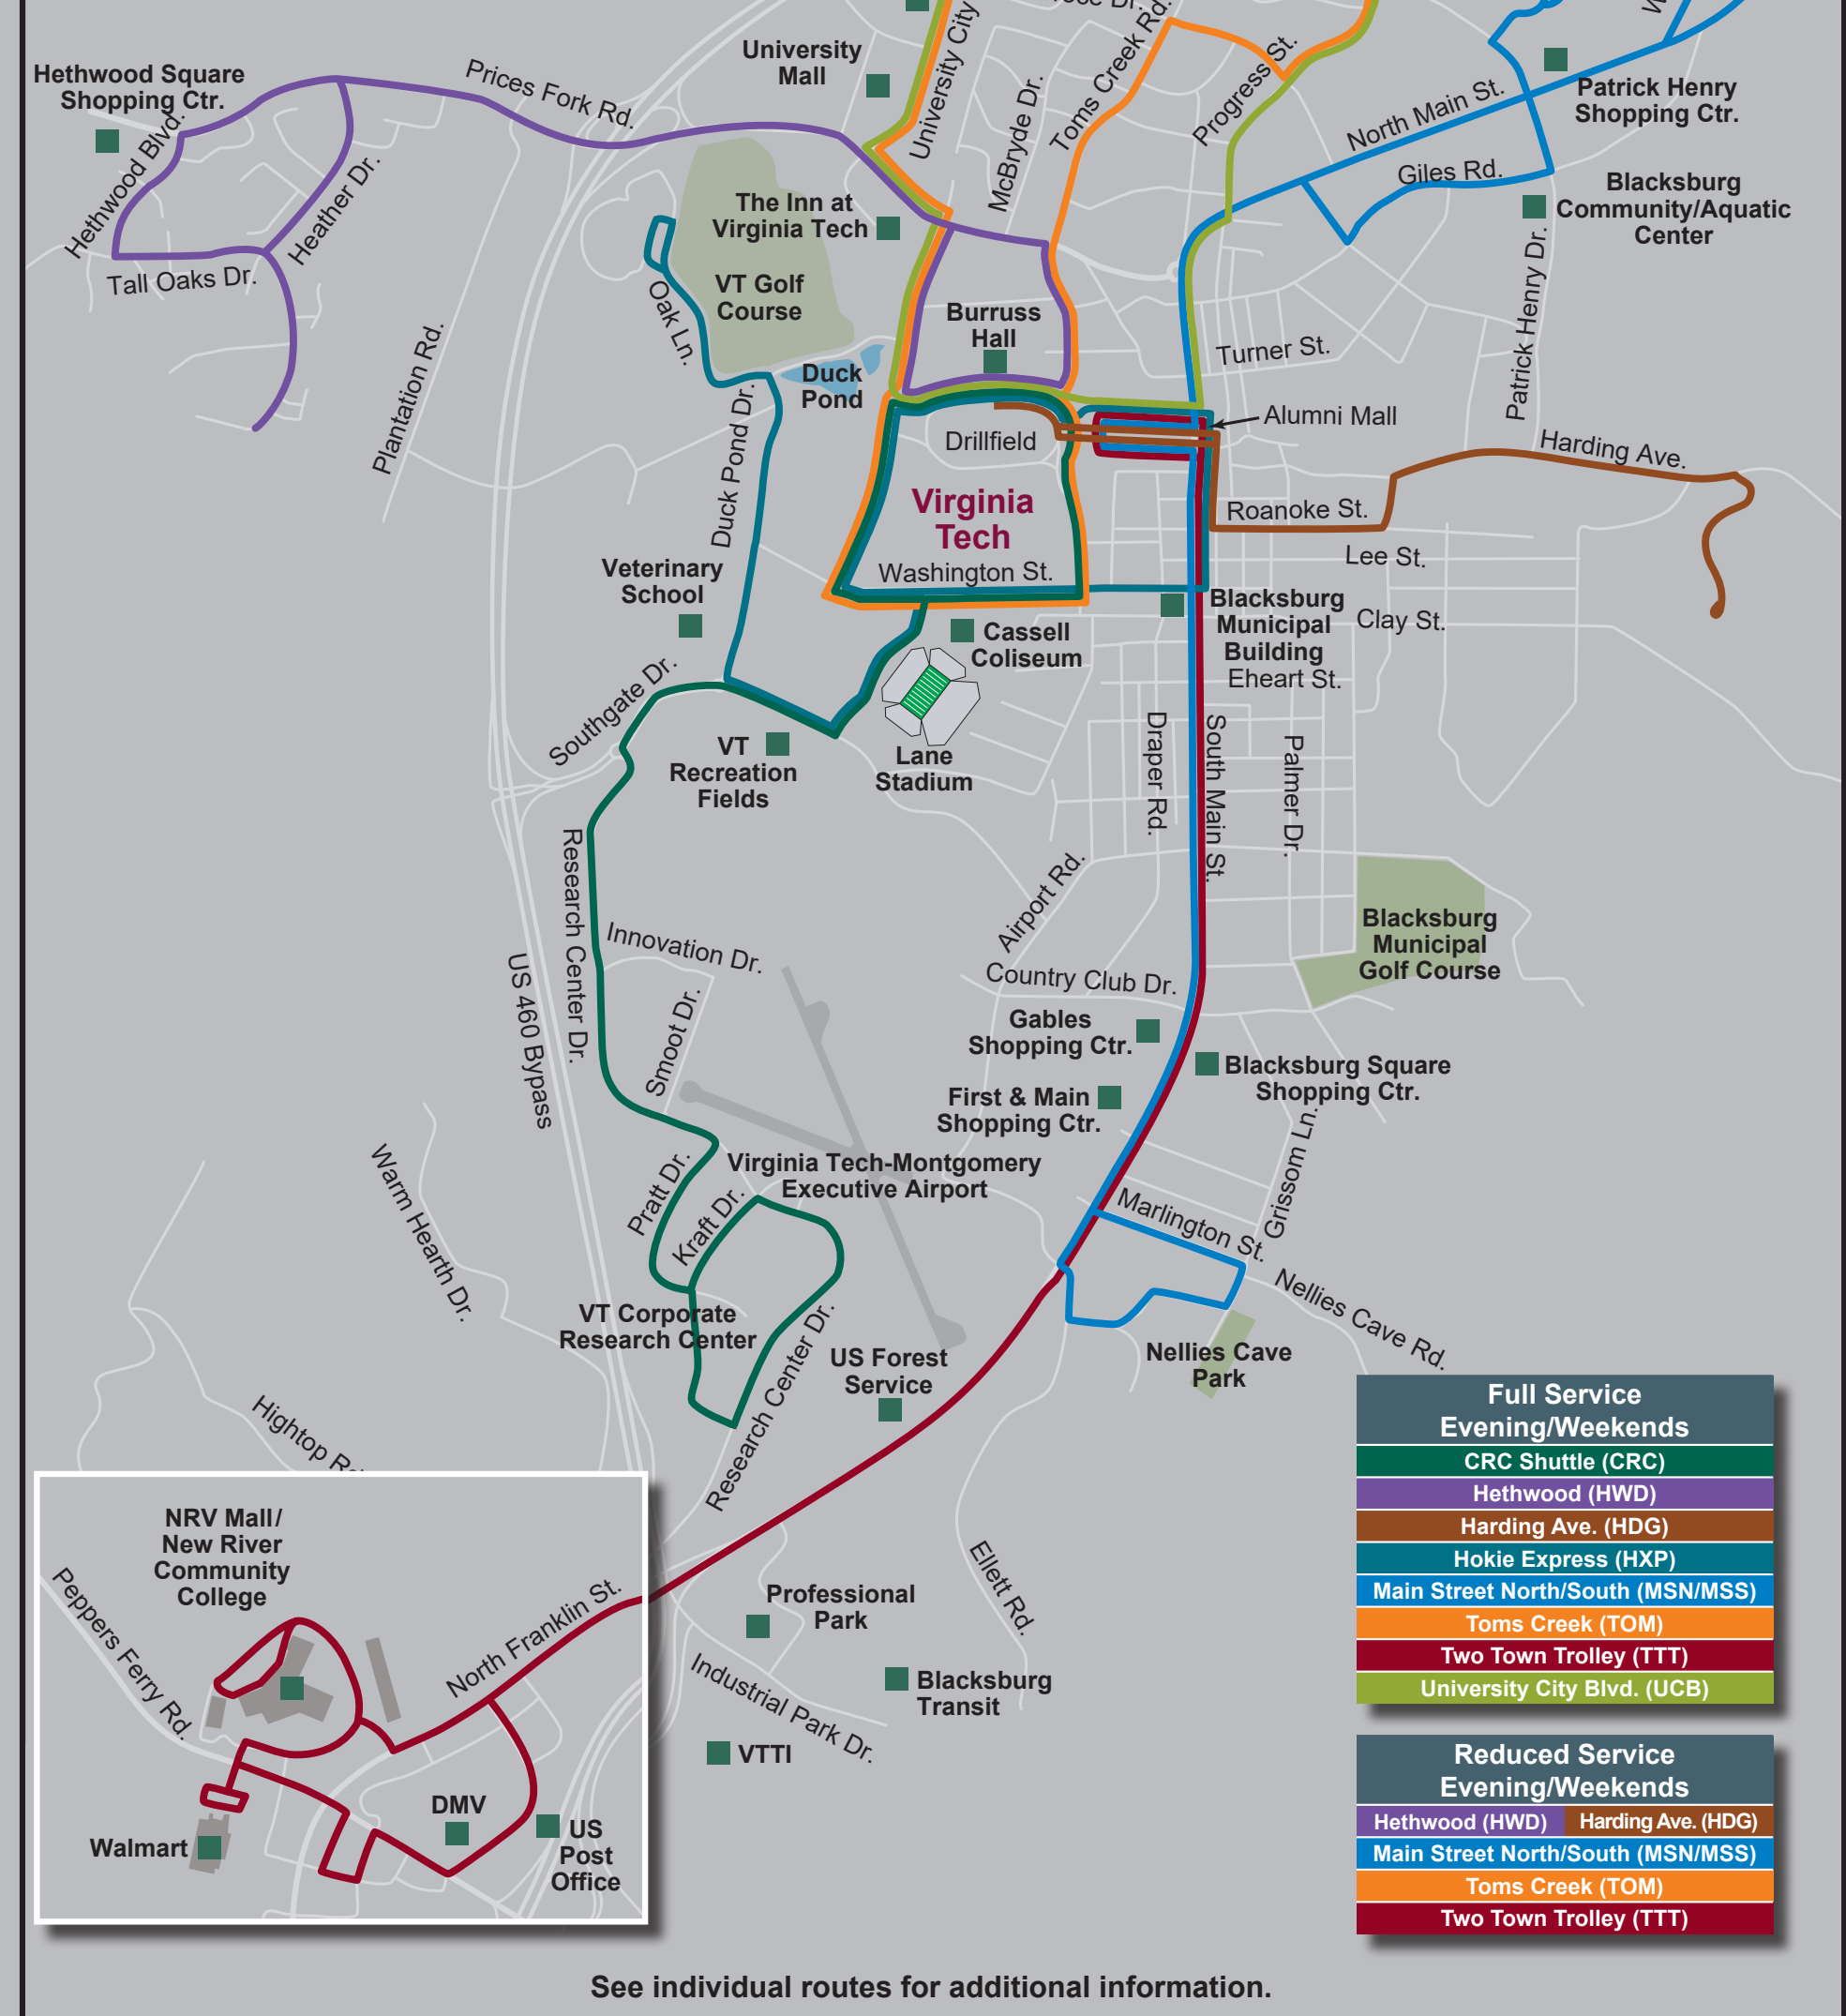 University City
Toms Creek Rd.
University
Mall
Hethwood Square
Shopping Ctr.
Prices Fork Rd.
McBryde Dr.
Progress St.
North Main St.
Patrick Henry
Shopping Ctr.
Hethwood Blvd.
Heather Dr.
Tall Oaks Dr.
The Inn at
Virginia Tech
Giles Rd.
Blacksburg
Community/Aquatic
Center
Oak Ln.
VT Golf
Course
Burruss
Hall
Turner St.
Patrick Henry Dr.
Plantation Rd.
Duck
Pond
Duck Pond Dr.
Drillfield
Alumni Mall
Harding Ave.
Virginia
Tech
Roanoke St.
Washington St.
Lee St.
Veterinary
School
Cassell
Coliseum
Blacksburg
Municipal
Building
Clay St.
Eheart St.
Southgate Dr.
VT
Recreation
Fields
Lane
Stadium
Draper Rd.
South Main St.
Palmer Dr.
Research Center Dr.
Airport Rd.
Innovation Dr.
Blacksburg
Municipal
Golf Course
US 460 Bypass
Smoot Dr.
Country Club Dr.
Gables
Shopping Ctr.
Blacksburg Square
Shopping Ctr.
First & Main
Shopping Ctr.
Grissom Ln.
Warm Hearth Dr.
Pratt Dr.
Kraft Dr.
Virginia Tech-Montgomery
Executive Airport
Marlington St.
Nellies Cave Rd.
VT Corporate
Research Center
Research Center Dr.
US Forest
Service
Nellies Cave
Park
Hightop
Full Service
Evening/Weekends
CRC Shuttle (CRC)
Hethwood (HWD)
Harding Ave. (HDG)
Hokie Express (HXP)
Main Street North/South (MSN/MSS)
Toms Creek (TOM)
Two Town Trolley (TTT)
University City Blvd. (UCB)
NRV Mall/
New River
Community
College
Peppers Ferry Rd.
North Franklin St.
Professional
Park
Ellett Rd.
Industrial Park Dr.
Blacksburg
Transit
VTTI
DMV
Walmart
US
Post
Office
Reduced Service
Evening/Weekends
Hethwood (HWD) Harding Ave. (HDG)
Main Street North/South (MSN/MSS)
Toms Creek (TOM)
Two Town Trolley (TTT)
See individual routes for additional information.